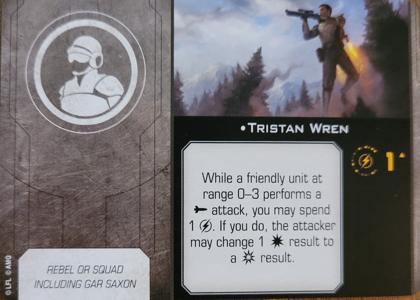 •TRISTAN WREN
1
While a friendly unit at
range 0–3 performs a
attack, you may spend
1 . If you do, the attacker
may change 1 result to
a result.
REBEL OR SQUAD
INCLUDING GAR SAXON
©LFL ©AMG